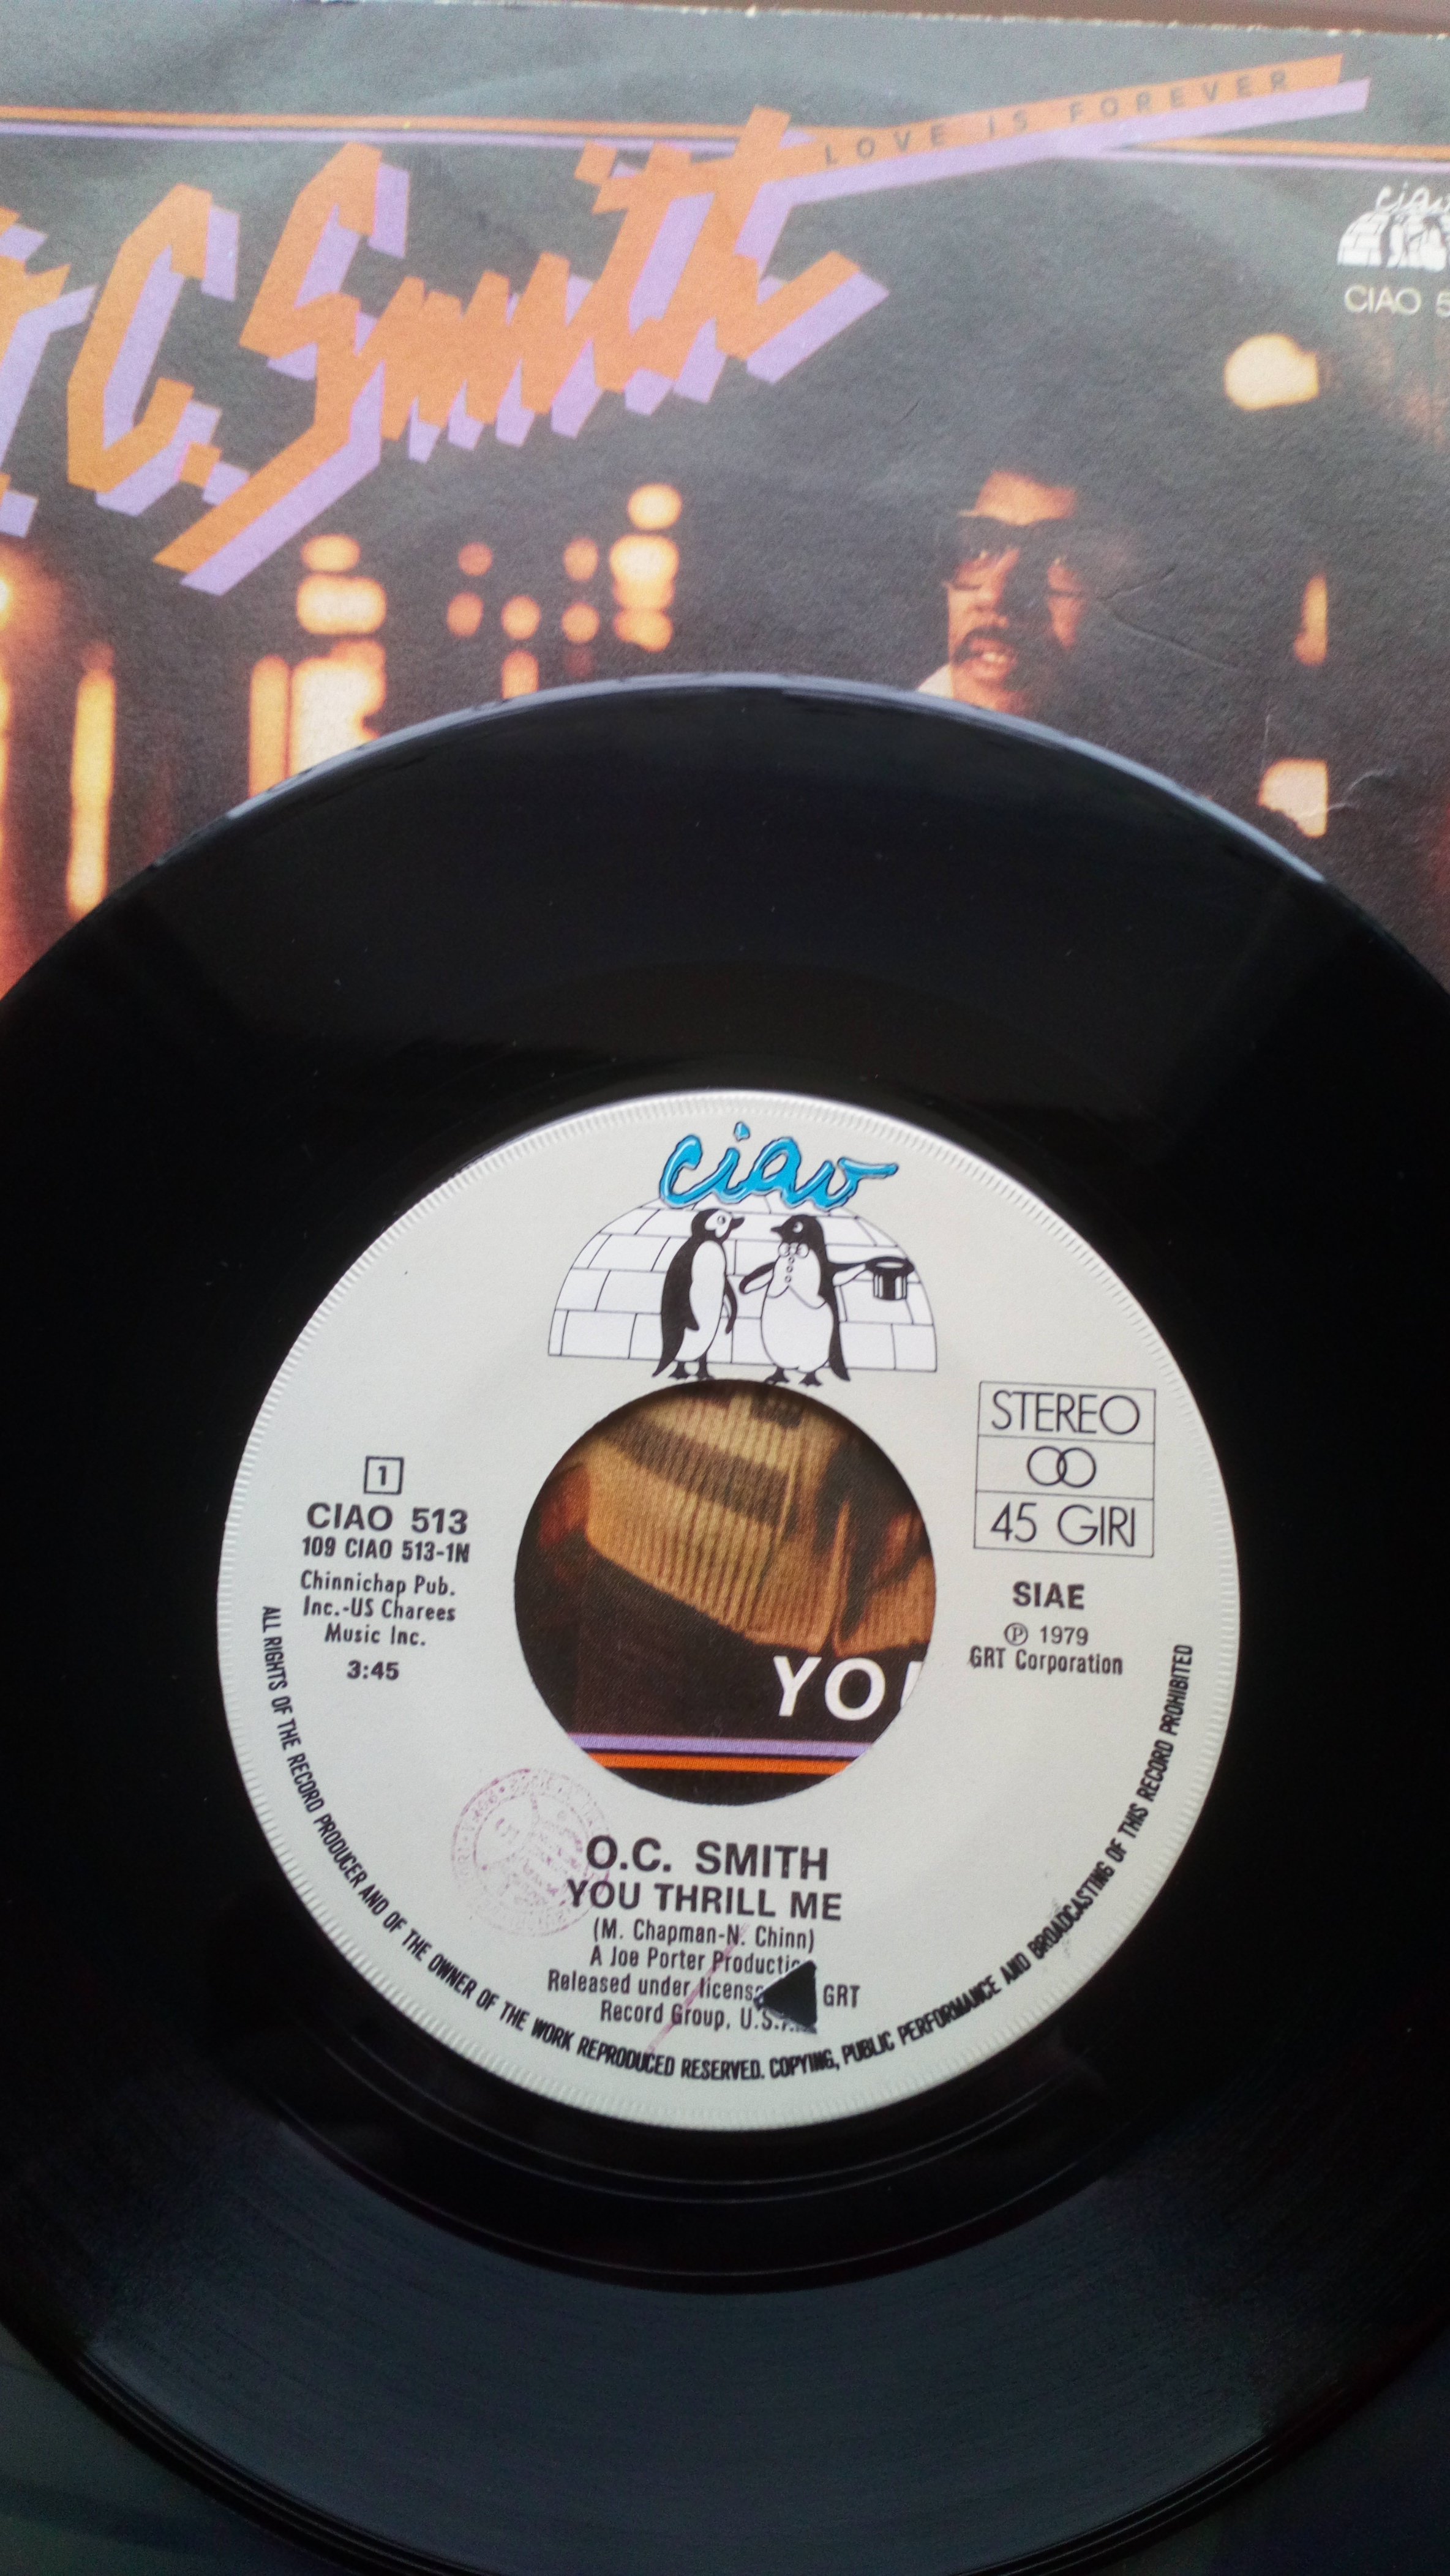 LOVE IS FOREVER
C. Smith
ciao
CIAO 5
ciao
STEREO
45 GIRI
1
CIAO 513
109 CIAO 513-1N
Chinnichap Pub.
Inc.-US Charees
Music Inc.
3:45
SIAE
Ⓟ 1979
GRT Corporation
YO
O.C. SMITH
YOU THRILL ME
(M. Chapman-N. Chinn)
A Joe Porter Productio
Released under licens GRT
Record Group, U.S.A.
ALL RIGHTS OF THE RECORD PRODUCER AND OF THE OWNER OF THE WORK REPRODUCED RESERVED. COPYING, PUBLIC PERFORMANCE AND BROADCASTING OF THIS RECORD PROHIBITED